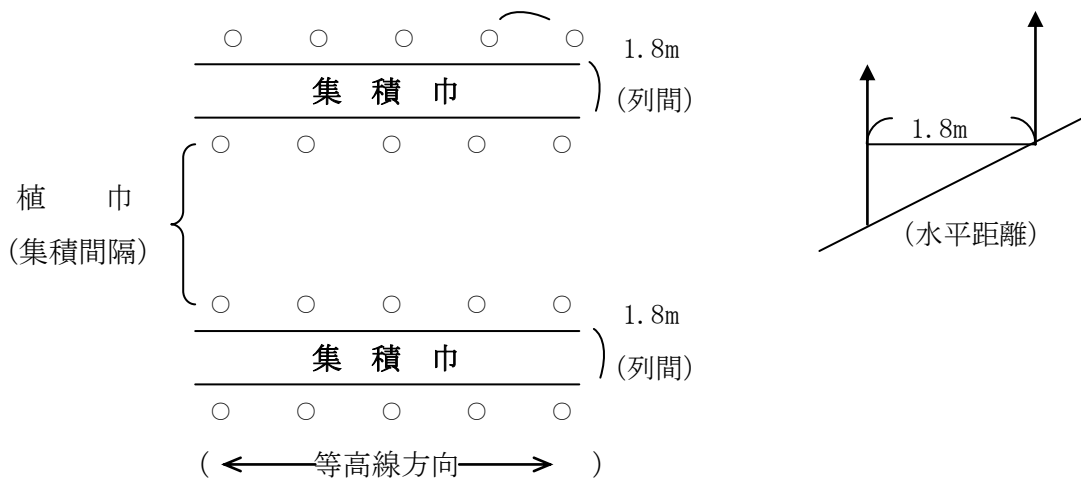 1.8m
(列間)
集 積 巾
植 巾
(集積間隔)
1.8m
(列間)
集 積 巾
( 等高線方向 )
1.8m
(水平距離)